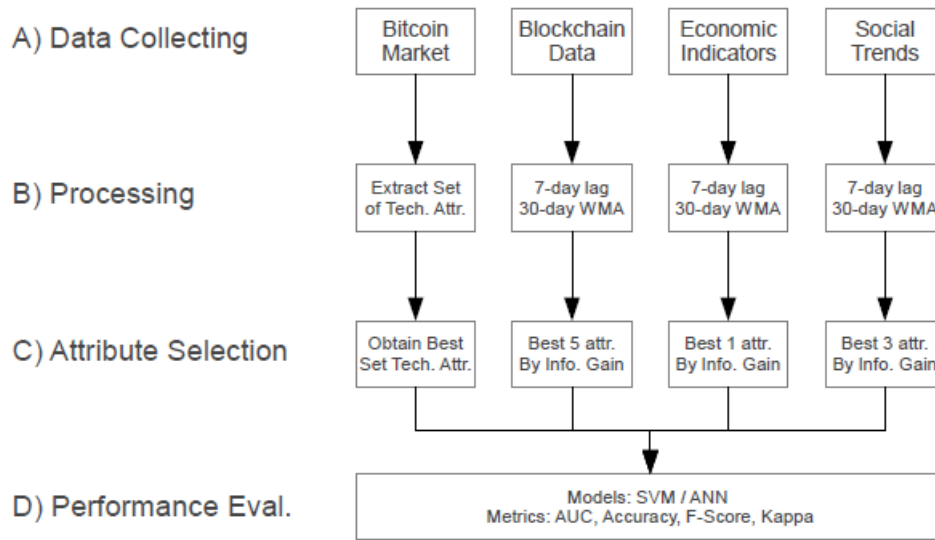 A) Data Collecting
Bitcoin
Market
Blockchain
Data
Economic
Indicators
Social
Trends
B) Processing
Extract Set
of Tech. Attr.
7-day lag
30-day WMA
7-day lag
30-day WMA
7-day lag
30-day WMA
C) Attribute Selection
Obtain Best
Set Tech. Attr.
Best 5 attr.
By Info. Gain
Best 1 attr.
By Info. Gain
Best 3 attr.
By Info. Gain
D) Performance Eval.
Models: SVM / ANN
Metrics: AUC, Accuracy, F-Score, Kappa